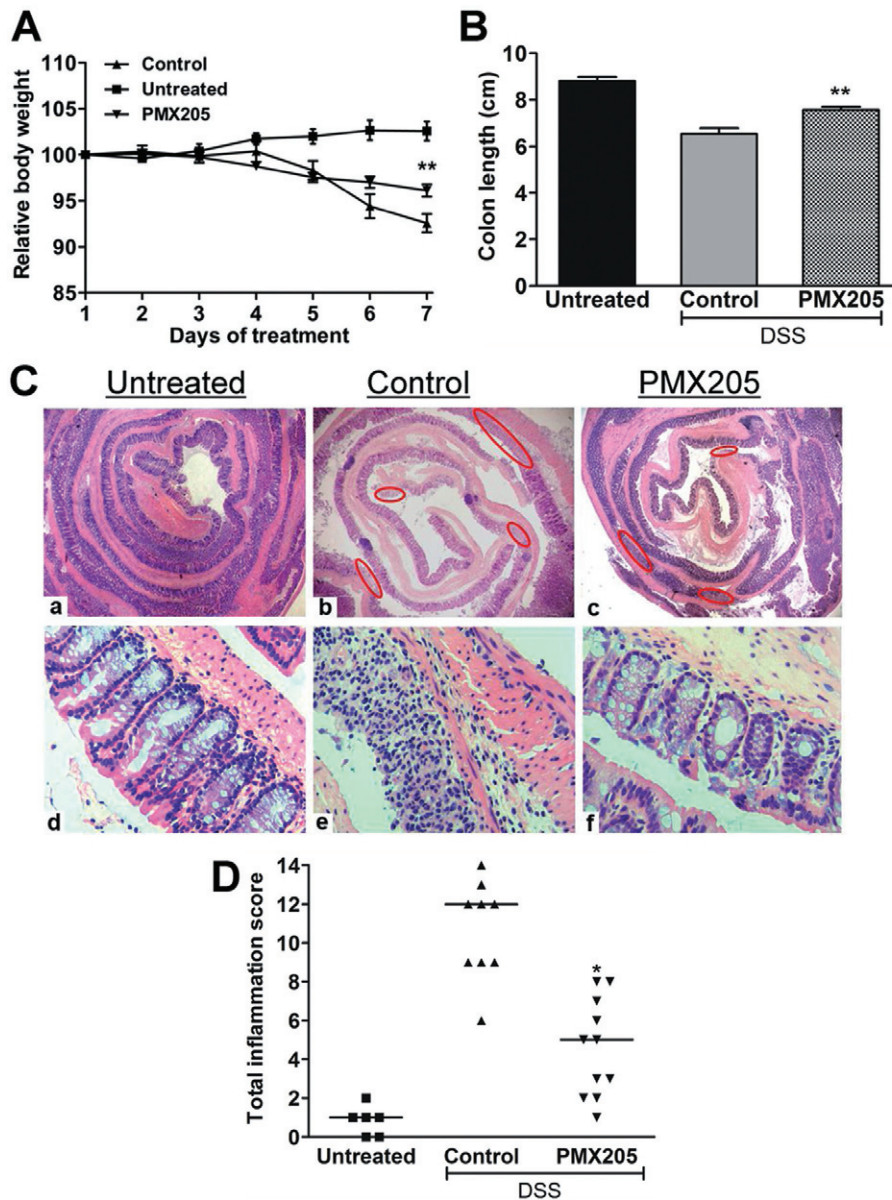 A
Relative body weight
110
105
100
95
90
85
Control
Untreated
PMX205
**
1 2 3 4 5 6 7
Days of treatment
B
Colon length (cm)
10
8
6
4
2
0
**
Untreated Control PMX205
DSS
C
Untreated Control PMX205
a b c
d e f
D
Total inflammation score
14
12
10
8
6
4
2
0
*
Untreated Control PMX205
DSS